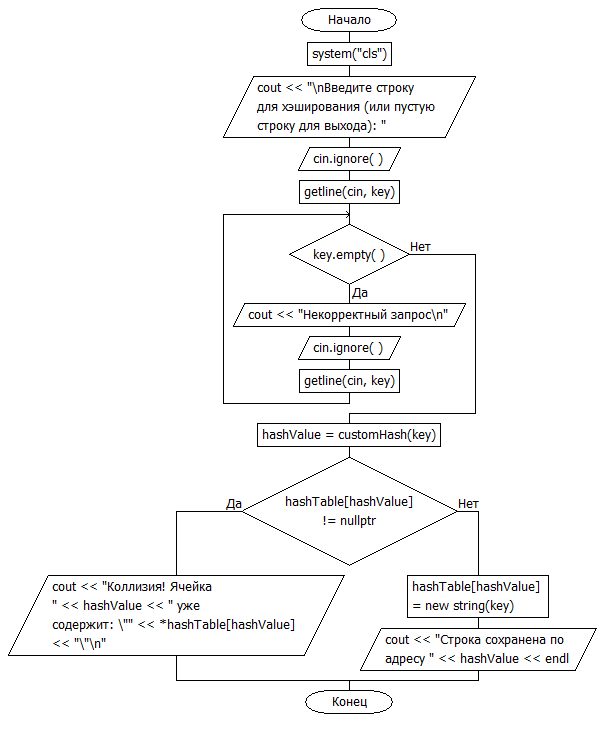 Начало
system("cls")
cout << "\nВведите строку
для хэширования (или пустую
строку для выхода): "
cin.ignore( )
getline(cin, key)
key.empty( )
Нет
Да
cout << "Некорректный запрос\n"
cin.ignore( )
getline(cin, key)
hashValue = customHash(key)
hashTable[hashValue]
!= nullptr
Да
Нет
cout << "Коллизия! Ячейка
" << hashValue << " уже
содержит: \"" << *hashTable[hashValue]
<< "\"\n"
hashTable[hashValue]
= new string(key)
cout << "Строка сохранена по
адресу " << hashValue << endl
Конец